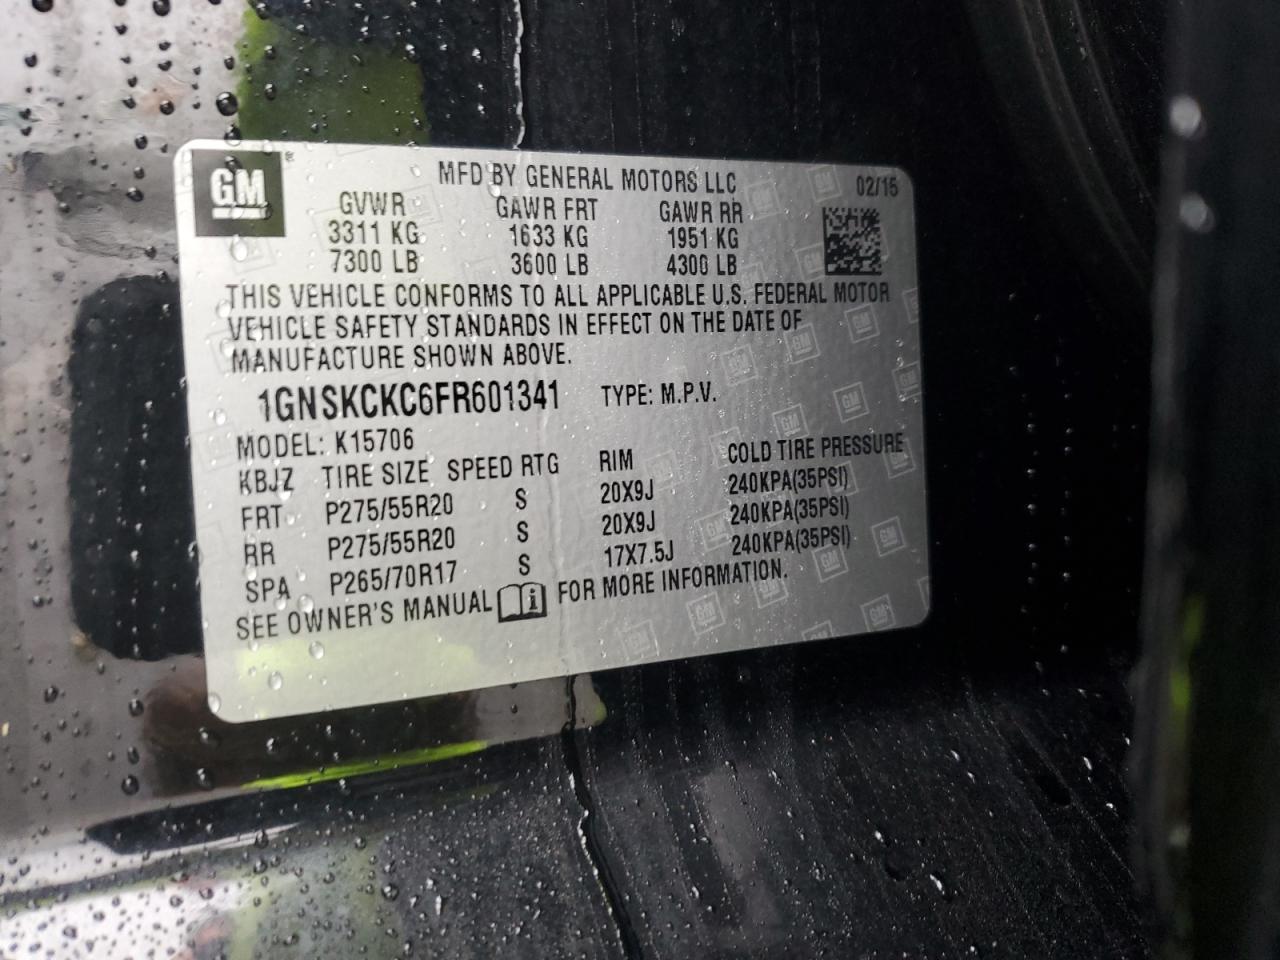 GM ®
MFD BY GENERAL MOTORS LLC 02/15
GVWR GAWR FRT GAWR RR
3311 KG 1633 KG 1951 KG
7300 LB 3600 LB 4300 LB
THIS VEHICLE CONFORMS TO ALL APPLICABLE U.S. FEDERAL MOTOR
VEHICLE SAFETY STANDARDS IN EFFECT ON THE DATE OF
MANUFACTURE SHOWN ABOVE.
1GNSKCKC6FR601341 TYPE: M.P.V.
MODEL: K15706
KBJZ TIRE SIZE SPEED RTG RIM COLD TIRE PRESSURE
FRT P275/55R20 S 20X9J 240KPA(35PSI)
RR P275/55R20 S 20X9J 240KPA(35PSI)
SPA P265/70R17 S 17X7.5J 240KPA(35PSI)
SEE OWNER'S MANUAL i FOR MORE INFORMATION.